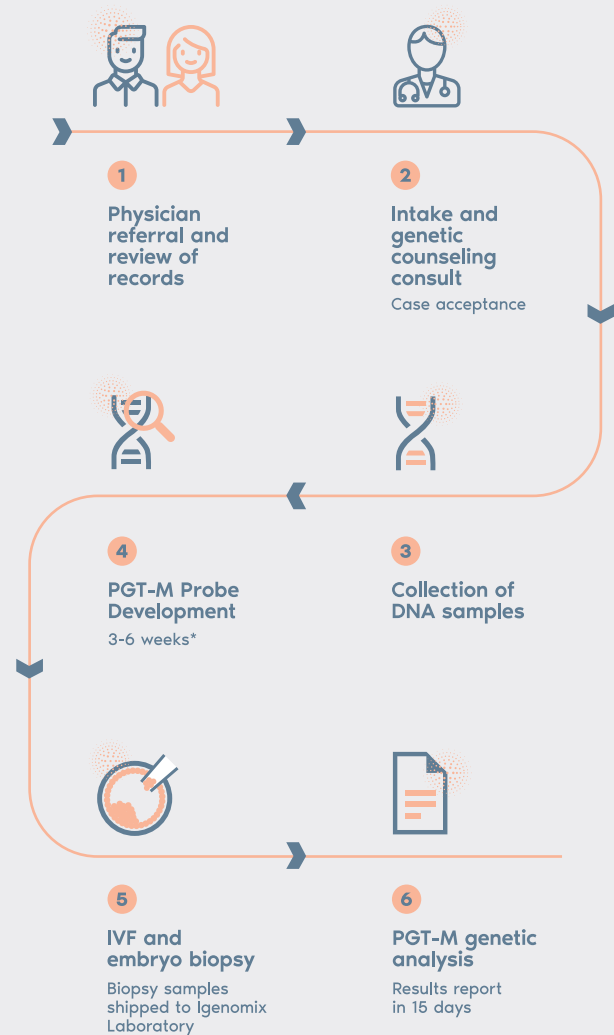 1
Physician
referral and
review of
records
2
Intake and
genetic
counseling
consult
Case acceptance
3
Collection of
DNA samples
4
PGT-M Probe
Development
3-6 weeks*
5
IVF and
embryo biopsy
Biopsy samples
shipped to Igenomix
Laboratory
6
PGT-M genetic
analysis
Results report
in 15 days